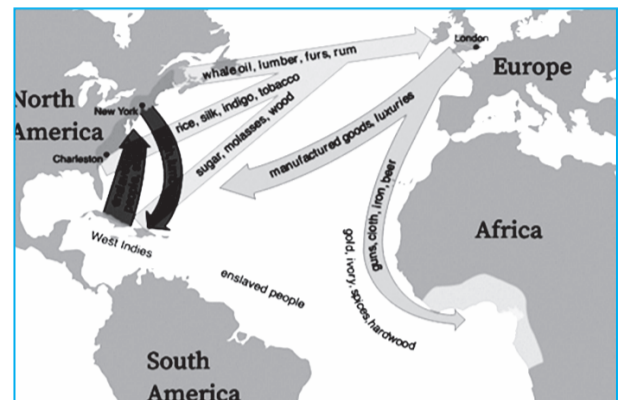 London
whale oil, lumber, furs, rum
Europe
North
America
New York
rice, silk, indigo, tobacco
sugar, molasses, wood
manufactured goods, luxuries
Charleston
guns, cloth, iron, beer
Africa
West Indies
gold, ivory, spices, hardwood
enslaved people
South
America